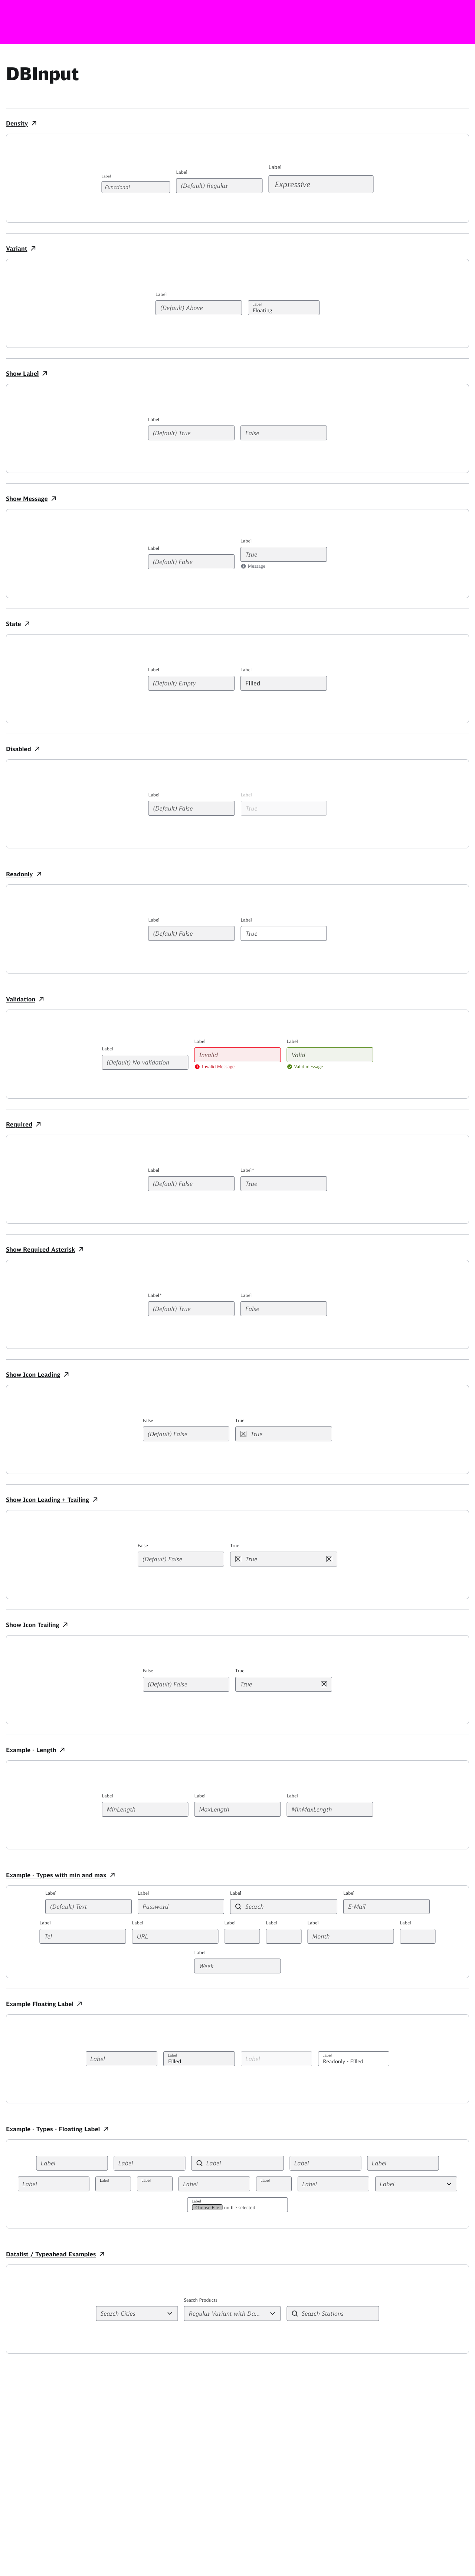 DBInput
Density
Label
Label
Label
Functional
(Default) Regular
Expressive
Variant
Label
(Default) Above
Label
Floating
Show Label
Label
(Default) True
False
Show Message
Label
Label
(Default) False
True
Message
State
Label
Label
(Default) Empty
Filled
Disabled
Label
Label
(Default) False
True
Readonly
Label
Label
(Default) False
True
Validation
Label
Label
Label
(Default) No validation
Invalid
Valid
Invalid Message
Valid message
Required
Label
Label*
(Default) False
True
Show Required Asterisk
Label*
Label
(Default) True
False
Show Icon Leading
False
True
(Default) False
True
Show Icon Leading + Trailing
False
True
(Default) False
True
Show Icon Trailing
False
True
(Default) False
True
Example - Length
Label
Label
Label
MinLength
MaxLength
MinMaxLength
Example - Types with min and max
Label
Label
Label
Label
(Default) Text
Password
Search
E-Mail
Label
Label
Label
Label
Label
Label
Tel
URL
Month
Label
Week
Example Floating Label
Label
Label
Filled
Label
Label
Readonly - Filled
Example - Types - Floating Label
Label
Label
Label
Label
Label
Label
Label
Label
Label
Label
Label
Label
Label
Choose File no file selected
Datalist / Typeahead Examples
Search Products
Search Cities
Regular Variant with Da...
Search Stations